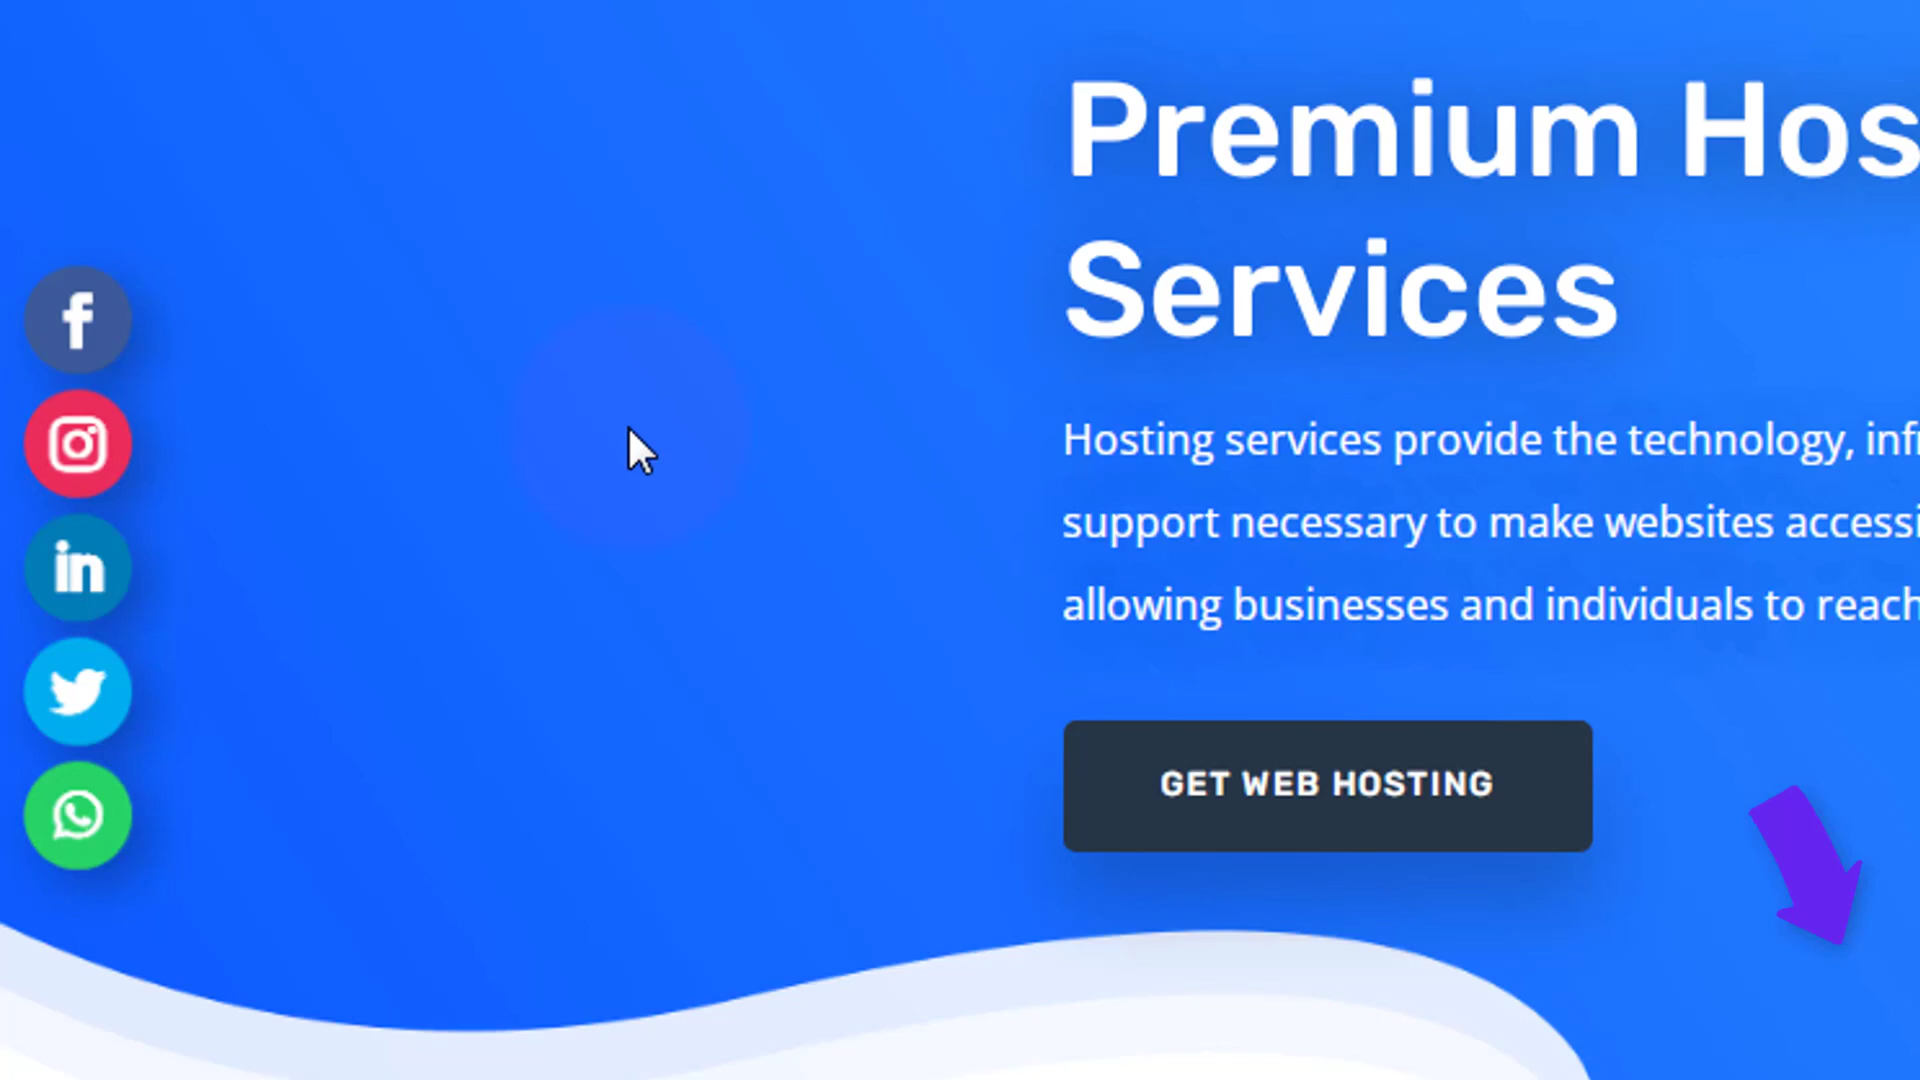 Premium Hos
Services
Hosting services provide the technology, inf
support necessary to make websites accessi
allowing businesses and individuals to reach
GET WEB HOSTING